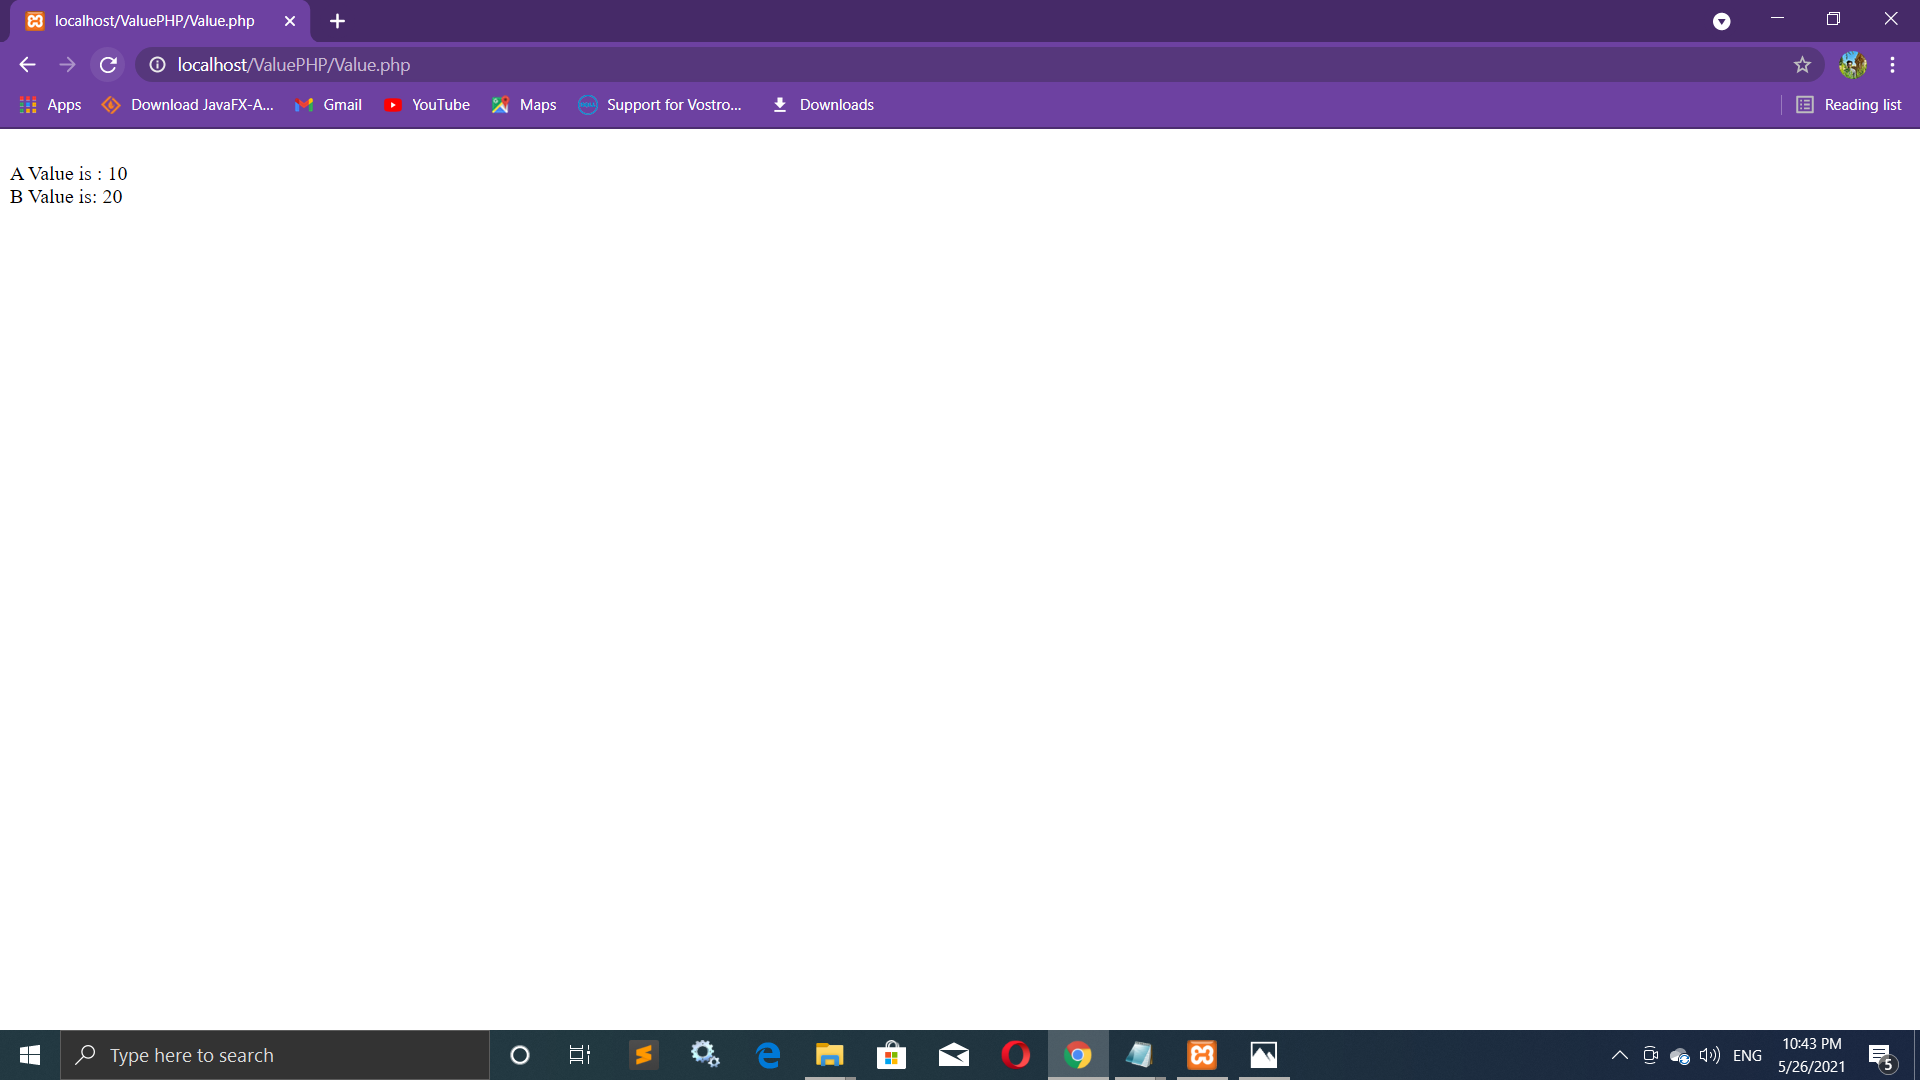 localhost/ValuePHP/Value.php
localhost/ValuePHP/Value.php
Apps Download JavaFX-A... Gmail YouTube Maps Support for Vostro... Downloads Reading list
A Value is : 10
B Value is: 20
Type here to search
ENG
10:43 PM
5/26/2021
5